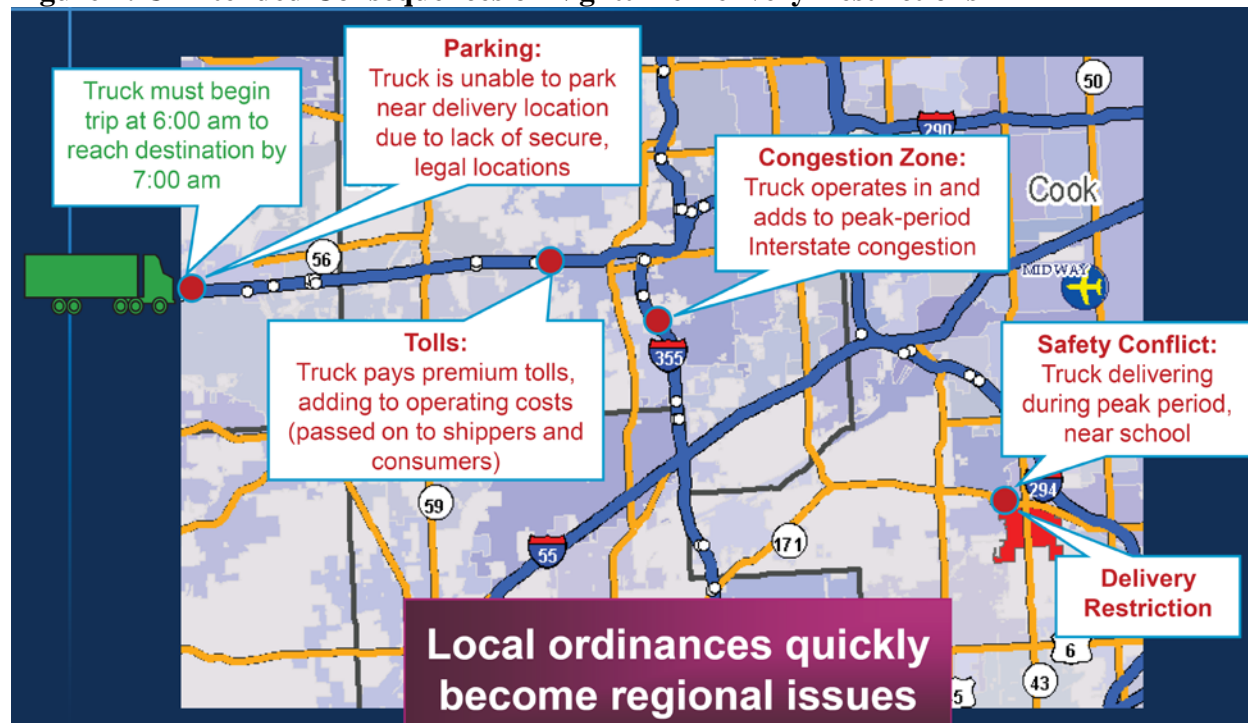 Truck must begin
trip at 6:00 am to
reach destination by
7:00 am
Parking:
Truck is unable to park
near delivery location
due to lack of secure,
legal locations
Congestion Zone:
Truck operates in and
adds to peak-period
Interstate congestion
50
290
Cook
MIDWAY
56
Tolls:
Truck pays premium tolls,
adding to operating costs
(passed on to shippers and
consumers)
355
Safety Conflict:
Truck delivering
during peak period,
near school
59
55
171
294
Delivery
Restriction
6
43
5
Local ordinances quickly
become regional issues